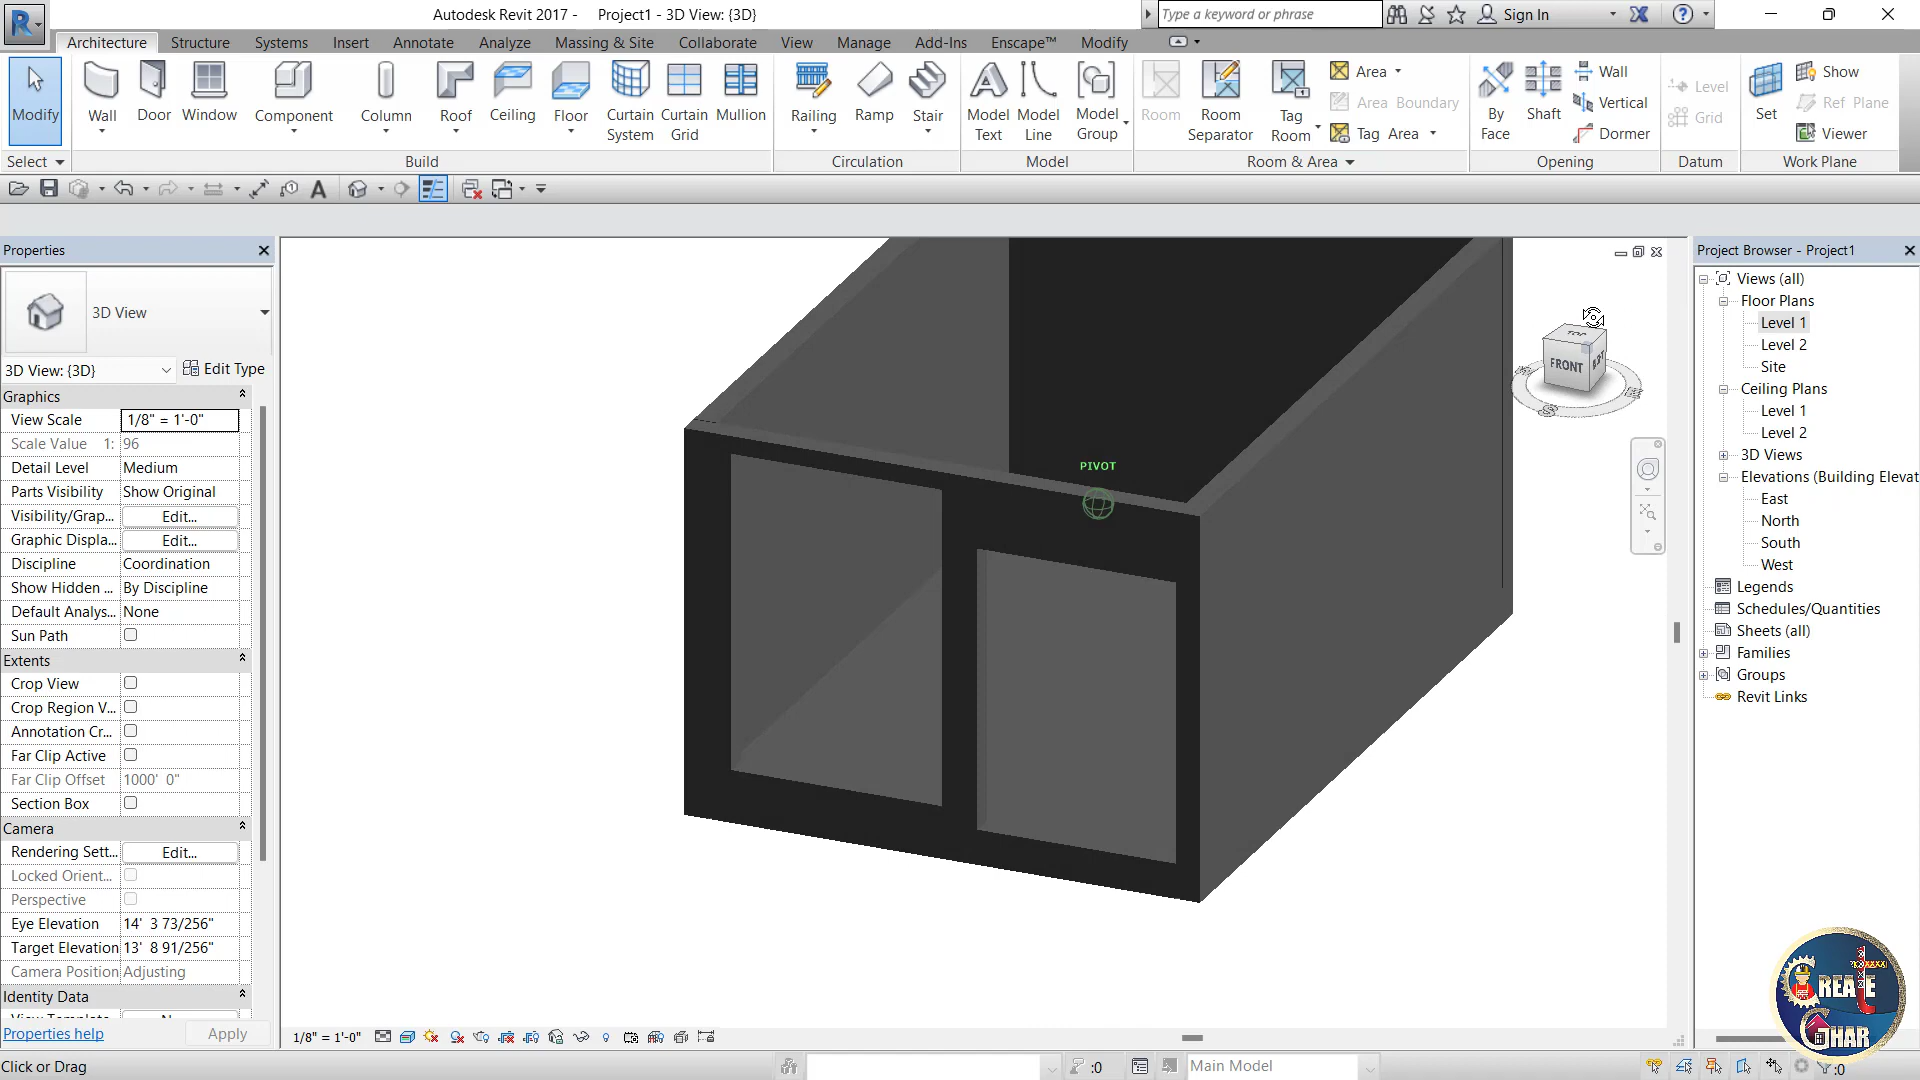 Autodesk Revit 2017 - Project1 - 3D View: {3D}
Type a keyword or phrase
Sign In
Architecture Structure Systems Insert Annotate Analyze Massing & Site Collaborate View Manage Add-Ins Enscape™ Modify
Modify
Wall
Door
Window
Component
Column
Roof
Ceiling
Floor
Curtain System
Curtain Grid
Mullion
Railing
Ramp
Stair
Model Text
Model Line
Model Group
Room
Room Separator
Tag Room
Area
Area Boundary
Tag Area
By Face
Shaft
Wall
Vertical
Dormer
Level
Grid
Set
Show
Ref Plane
Viewer
Select Build Circulation Model Room & Area Opening Datum Work Plane
Properties
3D View
3D View: {3D} Edit Type
Graphics
View Scale 1/8" = 1'-0"
Scale Value 1: 96
Detail Level Medium
Parts Visibility Show Original
Visibility/Grap... Edit...
Graphic Displa... Edit...
Discipline Coordination
Show Hidden ... By Discipline
Default Analys... None
Sun Path
Extents
Crop View
Crop Region V...
Annotation Cr...
Far Clip Active
Far Clip Offset 1000' 0"
Section Box
Camera
Rendering Sett... Edit...
Locked Orient...
Perspective
Eye Elevation 14' 3 73/256"
Target Elevation 13' 8 91/256"
Camera Position Adjusting
Identity Data
Properties help Apply
PIVOT
TOP
FRONT
S
E
Project Browser - Project1
Views (all)
Floor Plans
Level 1
Level 2
Site
Ceiling Plans
Level 1
Level 2
3D Views
Elevations (Building Elevat
East
North
South
West
Legends
Schedules/Quantities
Sheets (all)
Families
Groups
Revit Links
CREATE
GHAR
1/8" = 1'-0"
Click or Drag
:0
Main Model
:0